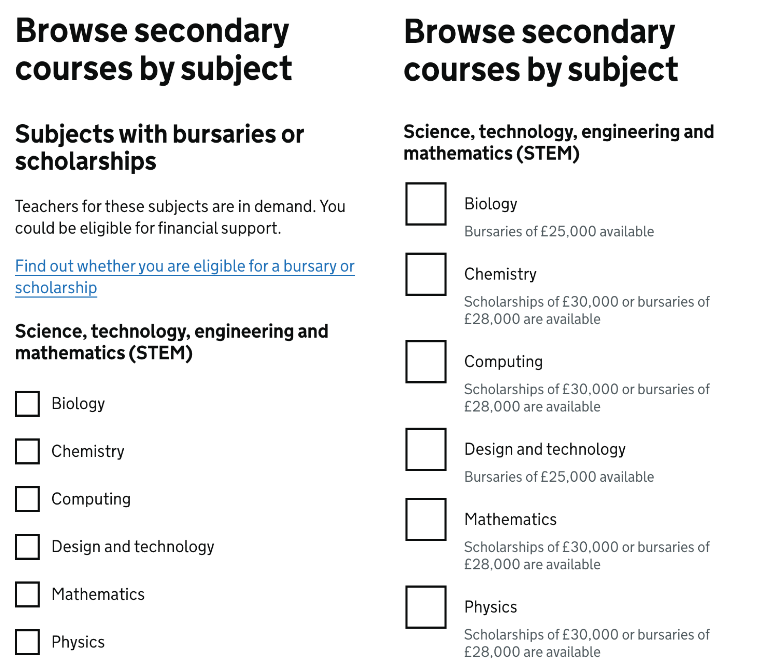 Browse secondary
courses by subject
Subjects with bursaries or
scholarships
Teachers for these subjects are in demand. You
could be eligible for financial support.
Find out whether you are eligible for a bursary or
scholarship
Science, technology, engineering and
mathematics (STEM)
Biology
Chemistry
Computing
Design and technology
Mathematics
Physics
Browse secondary
courses by subject
Science, technology, engineering and
mathematics (STEM)
Biology
Bursaries of £25,000 available
Chemistry
Scholarships of £30,000 or bursaries of
£28,000 are available
Computing
Scholarships of £30,000 or bursaries of
£28,000 are available
Design and technology
Bursaries of £25,000 available
Mathematics
Scholarships of £30,000 or bursaries of
£28,000 are available
Physics
Scholarships of £30,000 or bursaries of
£28,000 are available